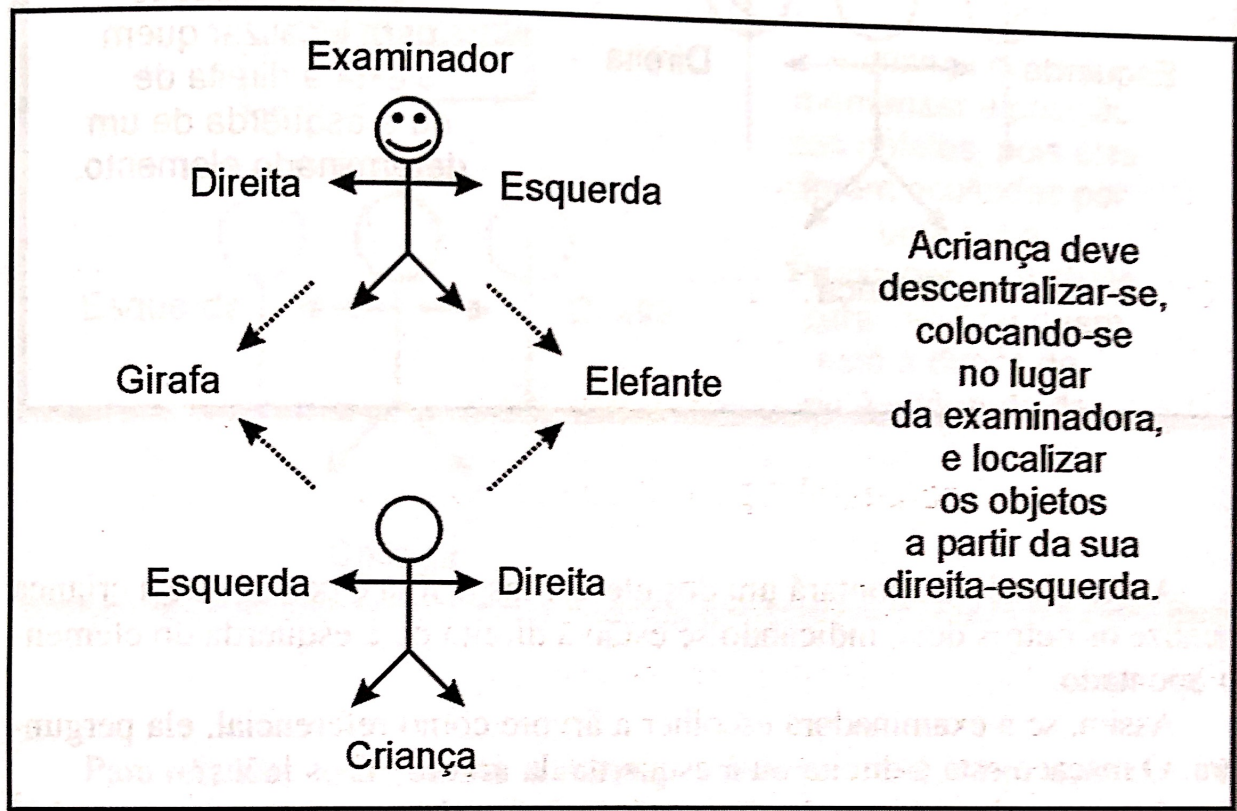 Examinador
Direita Esquerda
Girafa Elefante
Esquerda Direita
Criança
Acriança deve
descentralizar-se,
colocando-se
no lugar
da examinadora,
e localizar
os objetos
a partir da sua
direita-esquerda.